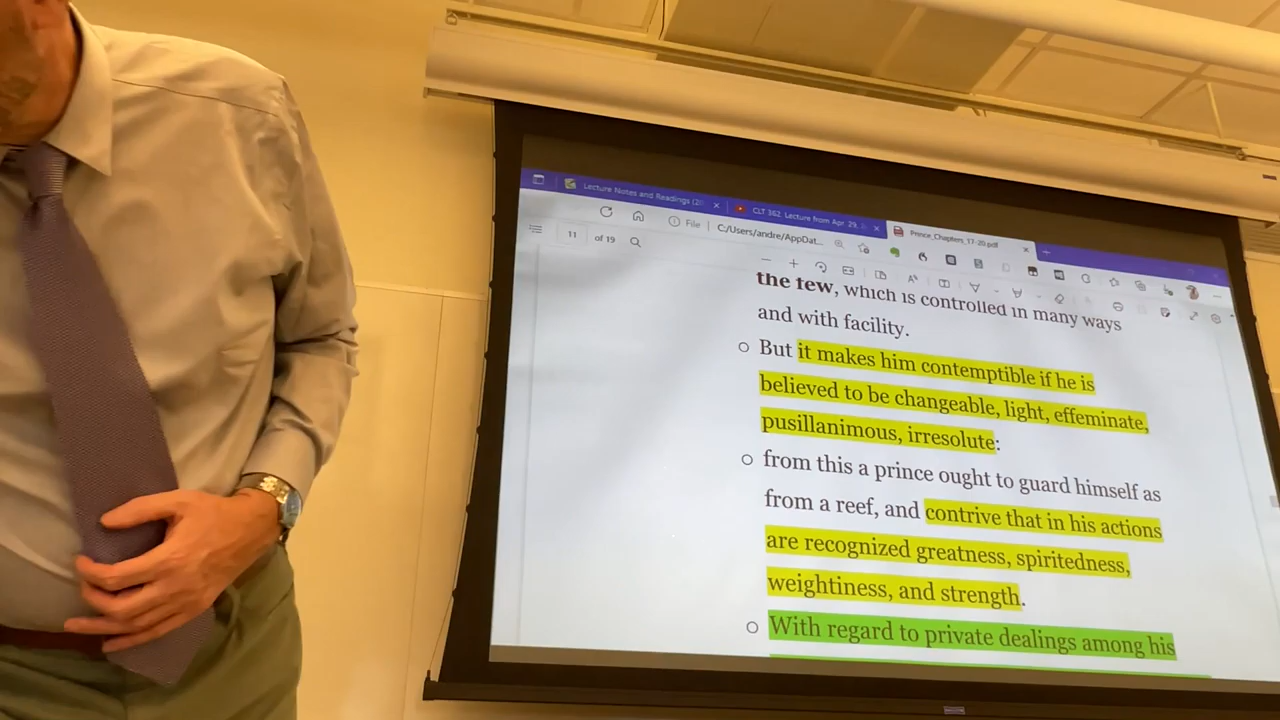 Lecture Notes and Readings (20
CLT 362 Lecture from Apr. 29,
Prince_Chapters_17-20.pdf
File
C:/Users/andre/AppDat...
11 of 19
the few, which is controlled in many ways
and with facility.
But it makes him contemptible if he is
believed to be changeable, light, effeminate,
pusillanimous, irresolute:
from this a prince ought to guard himself as
from a reef, and contrive that in his actions
are recognized greatness, spiritedness,
weightiness, and strength.
With regard to private dealings among his